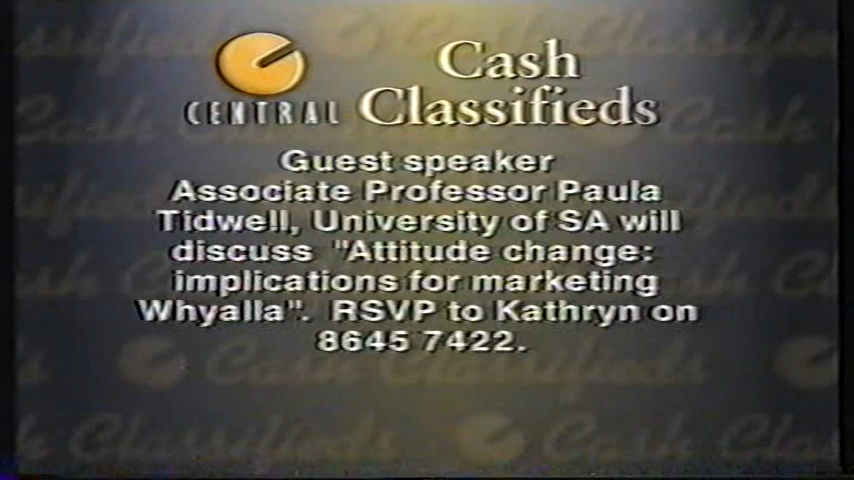 CENTRAL
Cash
Classifieds
Guest speaker
Associate Professor Paula
Tidwell, University of SA will
discuss "Attitude change:
implications for marketing
Whyalla". RSVP to Kathryn on
8645 7422.